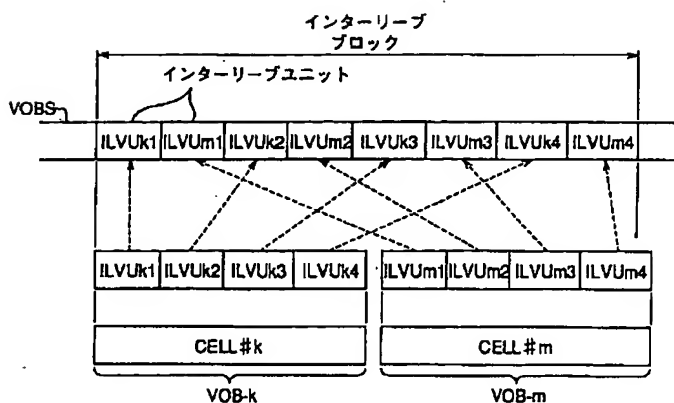 インターリーブ
ブロック
インターリーブユニット
VOBS
ILVUk1 ILVUm1 ILVUk2 ILVUm2 ILVUk3 ILVUm3 ILVUk4 ILVUm4
ILVUk1 ILVUk2 ILVUk3 ILVUk4 ILVUm1 ILVUm2 ILVUm3 ILVUm4
CELL#k CELL#m
VOB-k VOB-m